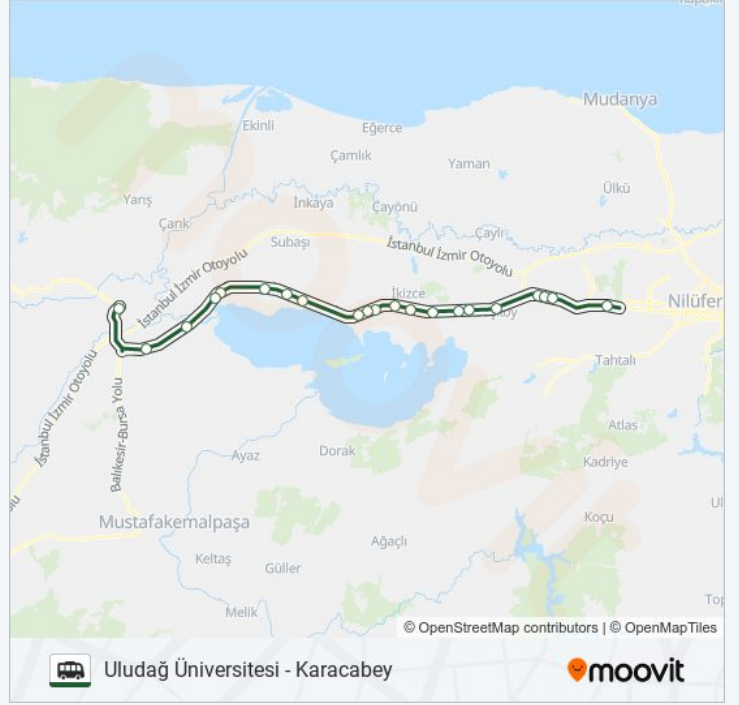 Mudanya
Ekinli
Eğerce
Çamlık
Yaman
Ülkü
Yarış
İnkaya
Çayönü
Çarık
Çaylı
Subaşı
İstanbul İzmir Otoyolu
İstanbul İzmir Otoyolu
İkizce
Nilüfer
Tahtalı
İstanbul İzmir Otoyolu
Balıkesir-Bursa Yolu
Atlas
Ayaz
Dorak
Kadriye
Mustafakemalpaşa
Koçu
Ağaçlı
Keltaş
Güller
Melik
© OpenStreetMap contributors | © OpenMapTiles
Uludağ Üniversitesi - Karacabey
moovit